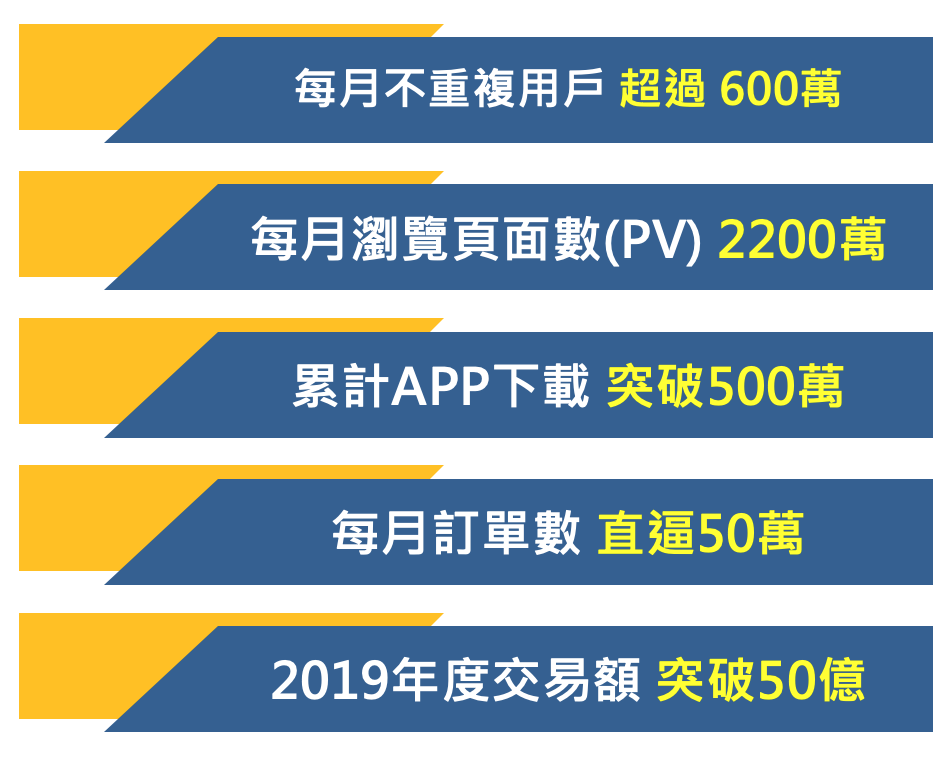 每月不重複用戶 超過 600萬
每月瀏覽頁面數(PV) 2200萬
累計APP下載 突破500萬
每月訂單數 直逼50萬
2019年度交易額 突破50億